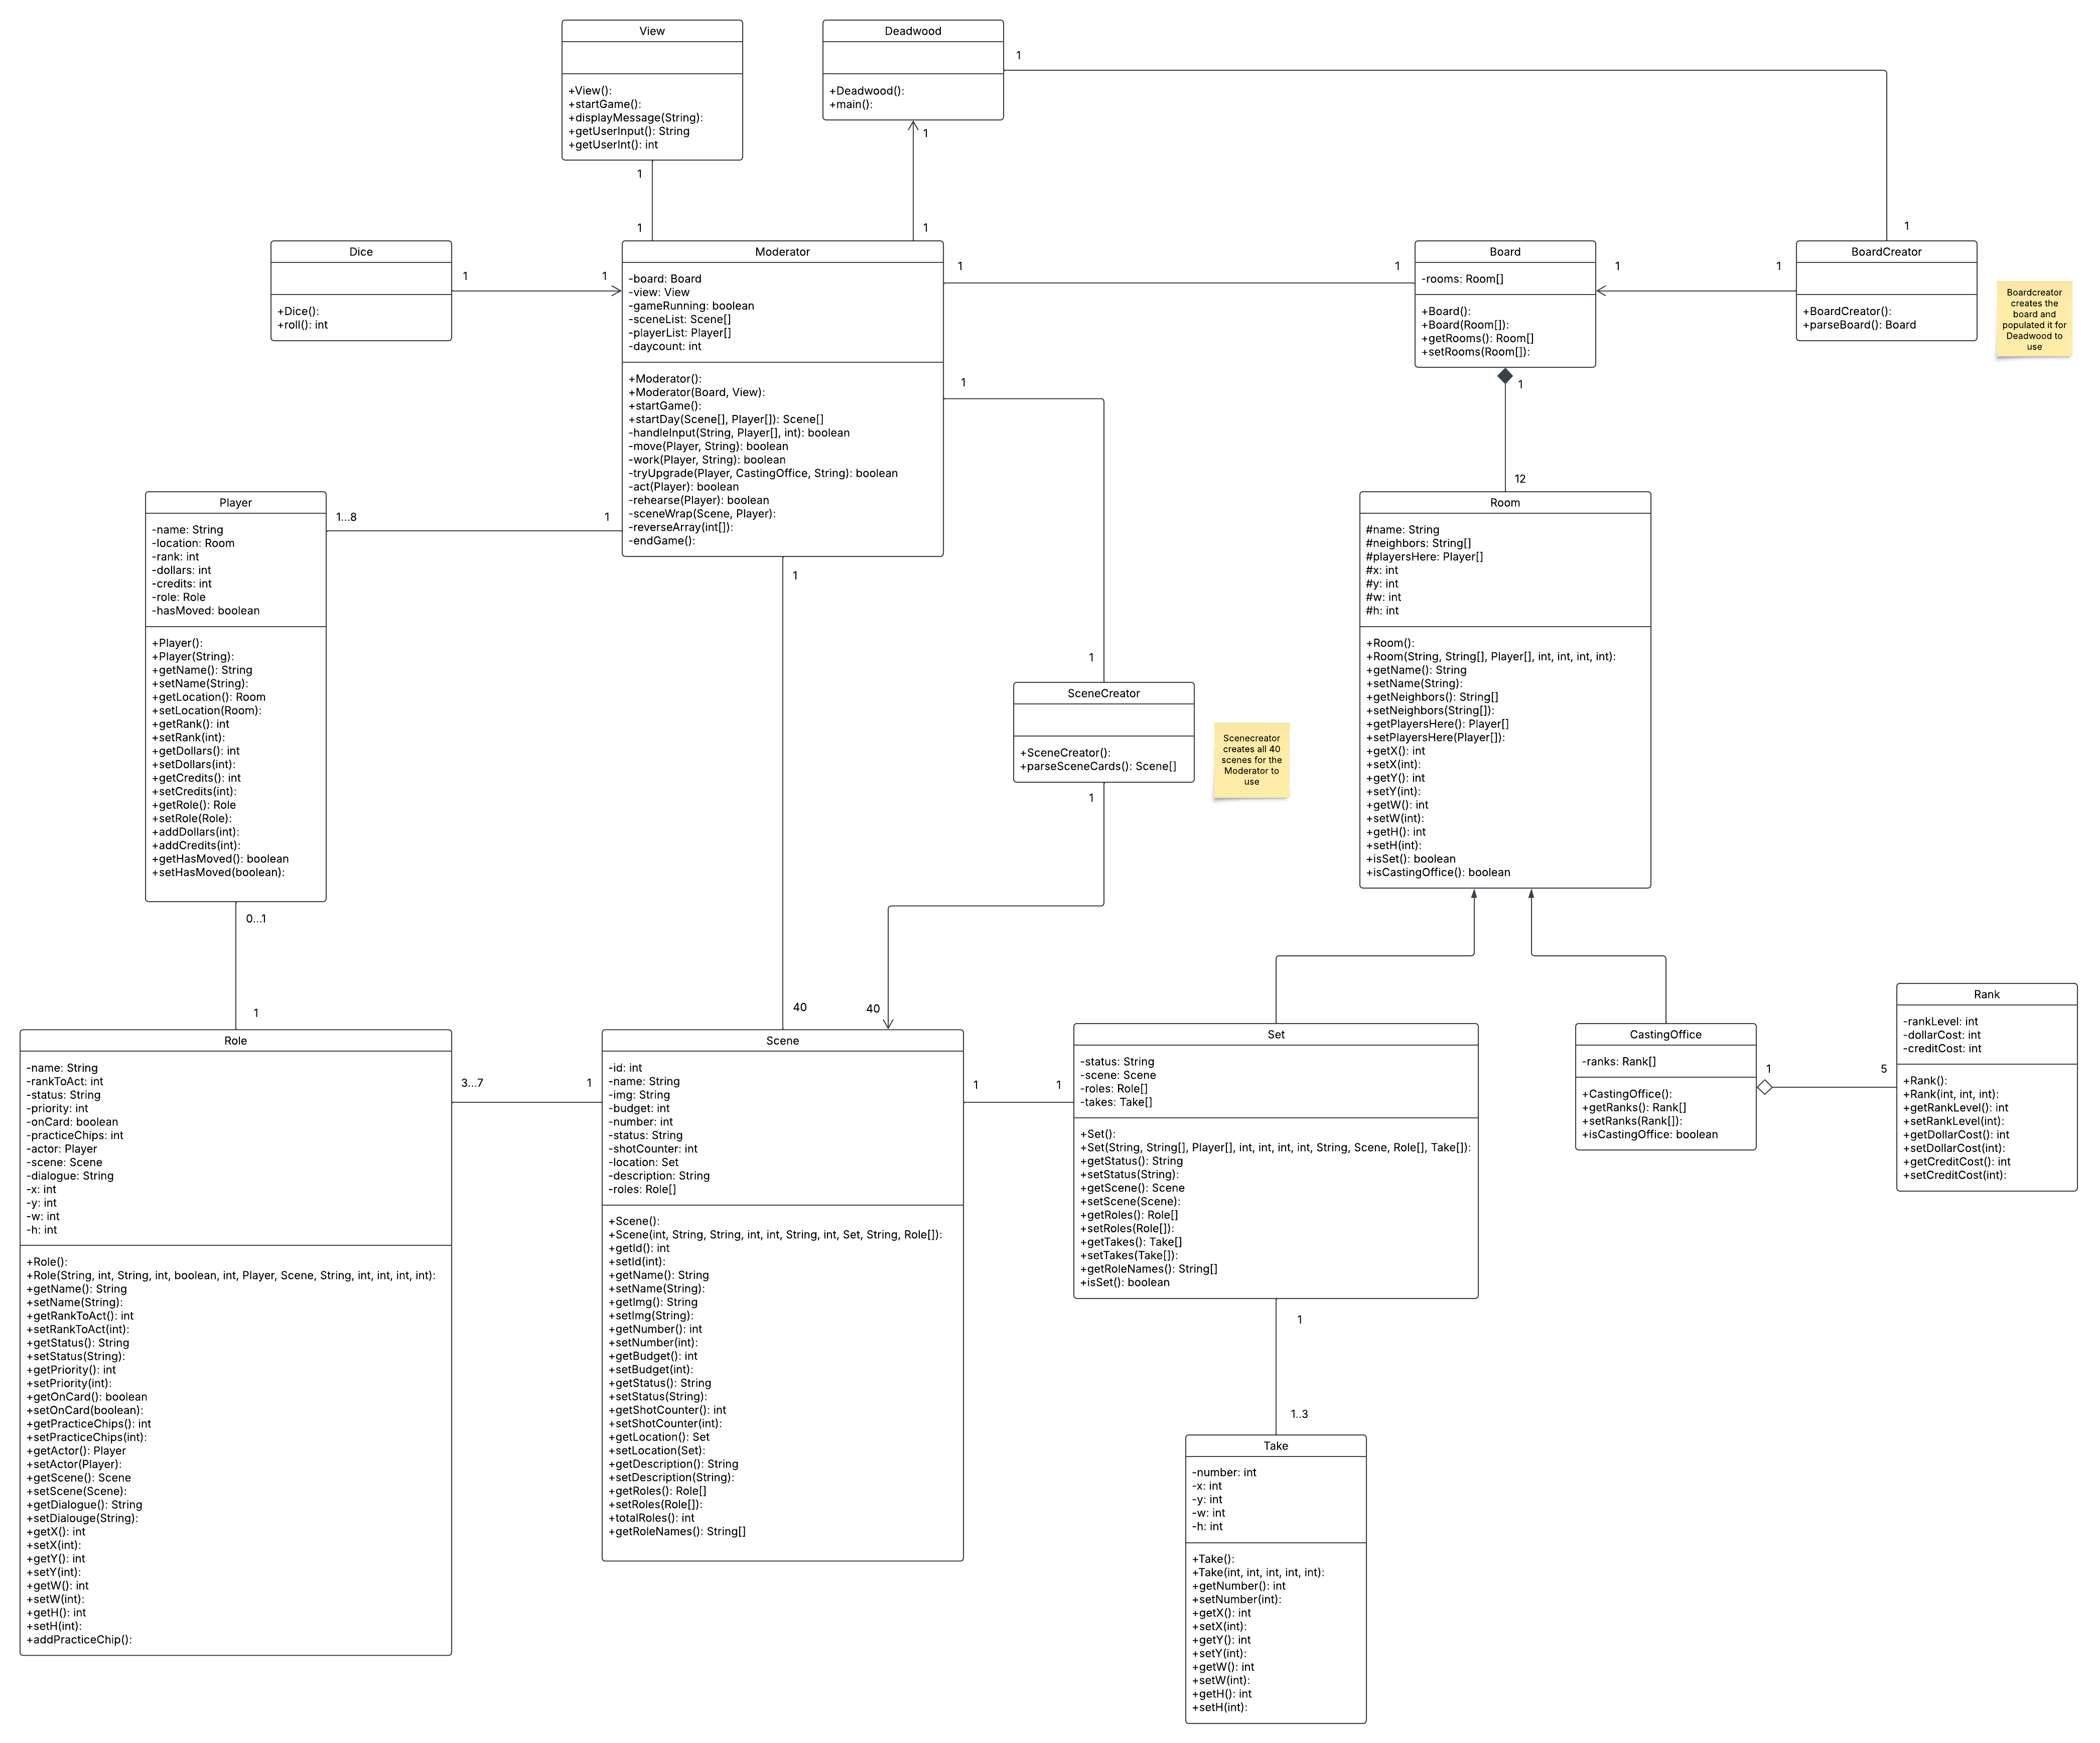 View
+View():
+startGame():
+displayMessage(String):
+getUserInput(): String
+getUserInt(): int
1
1
Deadwood
+Deadwood():
+main():
1
1
1
1
Dice
+Dice():
+roll(): int
1
1
Moderator
-board: Board
-view: View
-gameRunning: boolean
-sceneList: Scene[]
-playerList: Player[]
-daycount: int
+Moderator():
+Moderator(Board, View):
+startGame():
+startDay(Scene[], Player[]): Scene[]
-handleInput(String, Player[], int): boolean
-move(Player, String): boolean
-work(Player, String): boolean
-tryUpgrade(Player, CastingOffice, String): boolean
-act(Player): boolean
-rehearse(Player): boolean
-sceneWrap(Scene, Player):
-reverseArray(int[]):
-endGame():
1
1
Board
-rooms: Room[]
+Board():
+Board(Room[]):
+getRooms(): Room[]
+setRooms(Room[]):
1
1
BoardCreator
+BoardCreator():
+parseBoard(): Board
Boardcreator
creates the
board and
populated it for
Deadwood to
use
1
12
1
1
Player
-name: String
-location: Room
-rank: int
-dollars: int
-credits: int
-role: Role
-hasMoved: boolean
+Player():
+Player(String):
+getName(): String
+setName(String):
+getLocation(): Room
+setLocation(Room):
+getRank(): int
+setRank(int):
+getDollars(): int
+setDollars(int):
+getCredits(): int
+setCredits(int):
+getRole(): Role
+setRole(Role):
+addDollars(int):
+addCredits(int):
+getHasMoved(): boolean
+setHasMoved(boolean):
1...8
1
0...1
1
1
40
SceneCreator
+SceneCreator():
+parseSceneCards(): Scene[]
Scenecreator
creates all 40
scenes for the
Moderator to
use
1
40
Room
#name: String
#neighbors: String[]
#playersHere: Player[]
#x: int
#y: int
#w: int
#h: int
+Room():
+Room(String, String[], Player[], int, int, int, int):
+getName(): String
+setName(String):
+getNeighbors(): String[]
+setNeighbors(String[]):
+getPlayersHere(): Player[]
+setPlayersHere(Player[]):
+getX(): int
+setX(int):
+getY(): int
+setY(int):
+getW(): int
+setW(int):
+getH(): int
+setH(int):
+isSet(): boolean
+isCastingOffice(): boolean
Role
-name: String
-rankToAct: int
-status: String
-priority: int
-onCard: boolean
-practiceChips: int
-actor: Player
-scene: Scene
-dialogue: String
-x: int
-y: int
-w: int
-h: int
+Role():
+Role(String, int, String, int, boolean, int, Player, Scene, String, int, int, int, int):
+getName(): String
+setName(String):
+getRankToAct(): int
+setRankToAct(int):
+getStatus(): String
+setStatus(String):
+getPriority(): int
+setPriority(int):
+getOnCard(): boolean
+setOnCard(boolean):
+getPracticeChips(): int
+setPracticeChips(int):
+getActor(): Player
+setActor(Player):
+getScene(): Scene
+setScene(Scene):
+getDialogue(): String
+setDialouge(String):
+getX(): int
+setX(int):
+getY(): int
+setY(int):
+getW(): int
+setW(int):
+getH(): int
+setH(int):
+addPracticeChip():
3...7
1
Scene
-id: int
-name: String
-img: String
-budget: int
-number: int
-status: String
-shotCounter: int
-location: Set
-description: String
-roles: Role[]
+Scene():
+Scene(int, String, String, int, int, String, int, Set, String, Role[]):
+getId(): int
+setId(int):
+getName(): String
+setName(String):
+getImg(): String
+setImg(String):
+getNumber(): int
+setNumber(int):
+getBudget(): int
+setBudget(int):
+getStatus(): String
+setStatus(String):
+getShotCounter(): int
+setShotCounter(int):
+getLocation(): Set
+setLocation(Set):
+getDescription(): String
+setDescription(String):
+getRoles(): Role[]
+setRoles(Role[]):
+totalRoles(): int
+getRoleNames(): String[]
1
1
Set
-status: String
-scene: Scene
-roles: Role[]
-takes: Take[]
+Set():
+Set(String, String[], Player[], int, int, int, int, String, Scene, Role[], Take[]):
+getStatus(): String
+setStatus(String):
+getScene(): Scene
+setScene(Scene):
+getRoles(): Role[]
+setRoles(Role[]):
+getTakes(): Take[]
+setTakes(Take[]):
+getRoleNames(): String[]
+isSet(): boolean
CastingOffice
-ranks: Rank[]
+CastingOffice():
+getRanks(): Rank[]
+setRanks(Rank[]):
+isCastingOffice: boolean
1
5
Rank
-rankLevel: int
-dollarCost: int
-creditCost: int
+Rank():
+Rank(int, int, int):
+getRankLevel(): int
+setRankLevel(int):
+getDollarCost(): int
+setDollarCost(int):
+getCreditCost(): int
+setCreditCost(int):
1
1..3
Take
-number: int
-x: int
-y: int
-w: int
-h: int
+Take():
+Take(int, int, int, int, int):
+getNumber(): int
+setNumber(int):
+getX(): int
+setX(int):
+getY(): int
+setY(int):
+getW(): int
+setW(int):
+getH(): int
+setH(int):